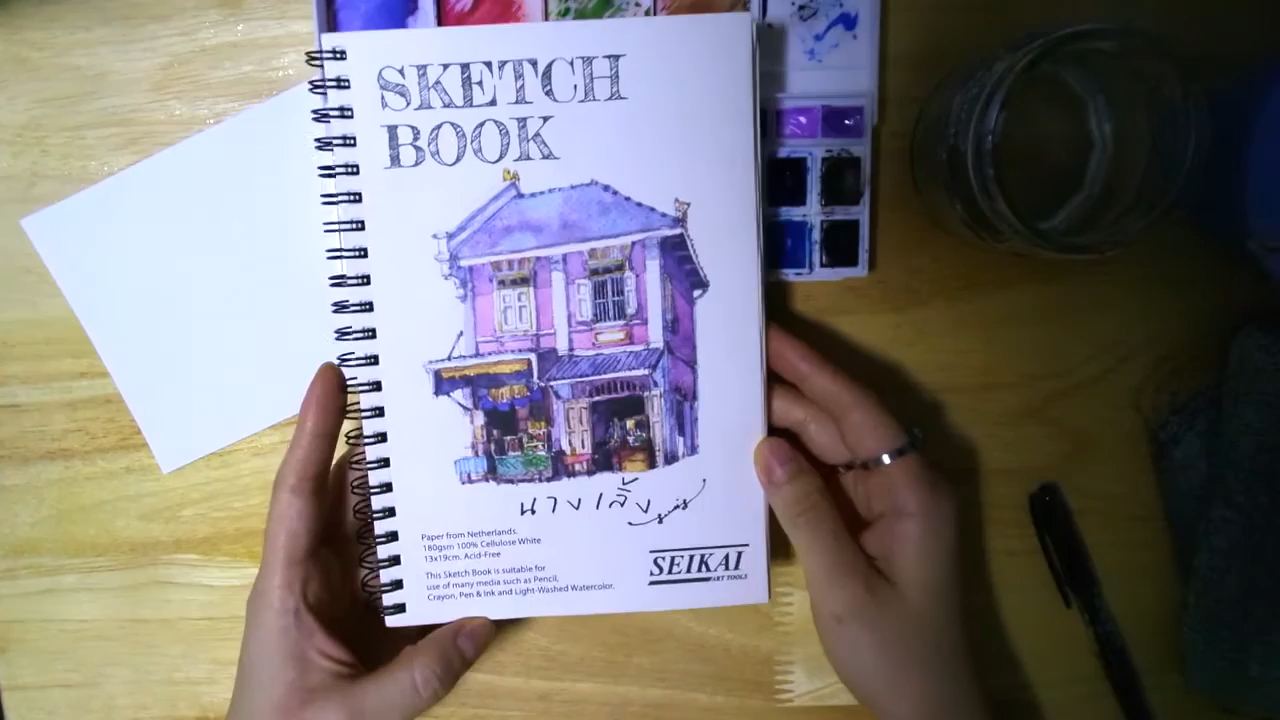 SKETCH
BOOK
นางเลิ้ง
Paper from Netherlands.
180gsm 100% Cellulose White
13x19cm. Acid-Free
This Sketch Book is suitable for
use of many media such as Pencil,
Crayon, Pen & Ink and Light-Washed Watercolor.
SEIKAI
ART TOOLS